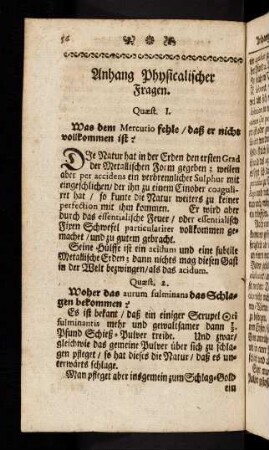 56
Anhang Physicalischer
Fragen.
Quæst. 1.
Was dem Mercurio fehle / daß er nicht
vollkommen ist?
DIe Natur hat in der Erden den ersten Grad
der Metallischen Form gegeben; weilen
aber per accidens ein verbrennlicher Sulphur mit
eingeschlichen / der ihn zu einem Cinober coaguli-
ret hat / so kunte die Natur weiters zu keiner
perfection mit ihm kommen. Er wird aber
durch das essentialische Feuer / oder essentialisch
Fixen Schwefel particulariter vollkommen ge-
machet / und zu gutem gebracht.
Seine Hülffe ist ein acidum und eine subtile
Metallische Erden; dann nichts mag diesen Gast
in der Welt bezwingen / als das acidum.
Quæst. 2.
Woher das aurum fulminans das Schla-
gen bekommen?
Es ist bekant / daß ein einiger Scrupel
fulminantis mehr und gewaltsamer dann
Pfund Schieß-Pulver treibe. Und zwar /
gleichwie das gemeine Pulver über sich zu schla-
gen pfleget / so hat dieses die Natur / daß es un-
terwärts schlage.
Man pfleget aber insgemein zum Schlag-Gold
ein